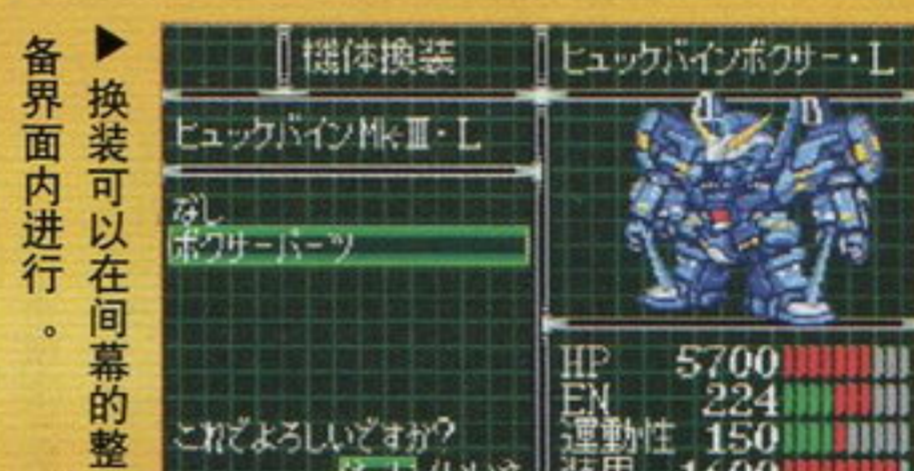 ▶换装可以在间幕的整
备界面内进行。
機体換装
ヒュッケバインMk-Ⅲ・L
なし
ボクサーパーツ
これでよろしいですか?
ヒュッケバインボクサー・L
HP 5700
EN 224
運動性 150
装甲 1600